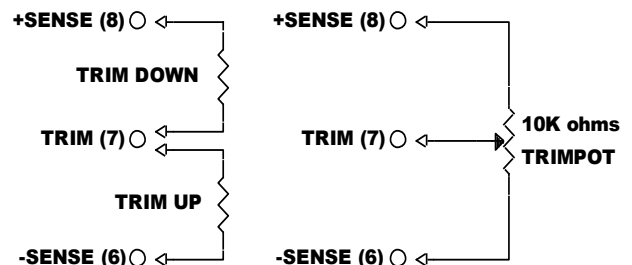 +SENSE (8)
TRIM DOWN
TRIM (7)
TRIM UP
-SENSE (6)
+SENSE (8)
10K ohms
TRIM (7)
TRIMPOT
-SENSE (6)